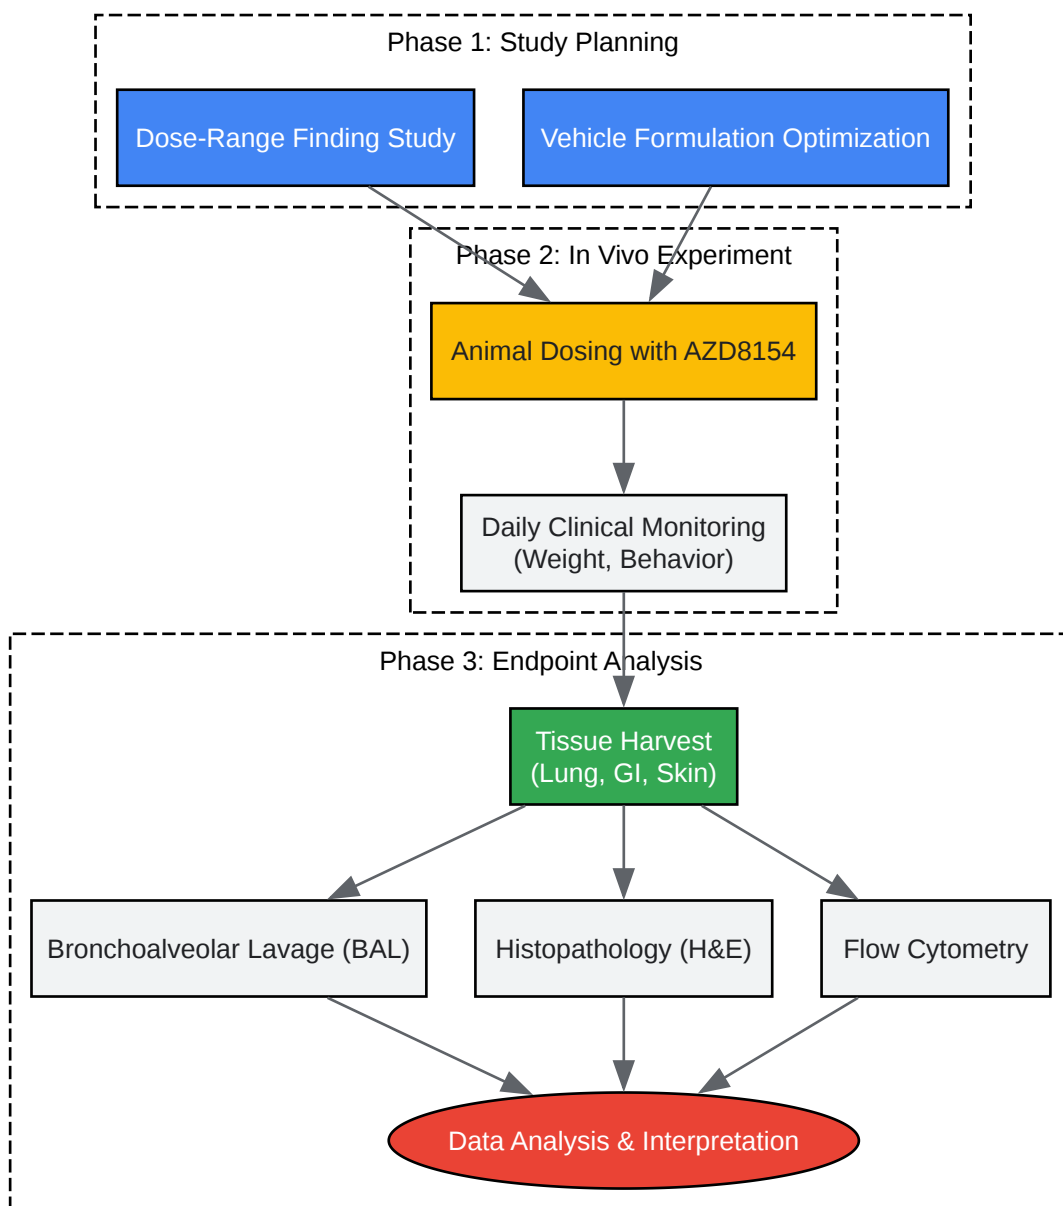 Phase 1: Study Planning
Dose-Range Finding Study
Vehicle Formulation Optimization
Phase 2: In Vivo Experiment
Animal Dosing with AZD8154
Daily Clinical Monitoring
(Weight, Behavior)
Phase 3: Endpoint Analysis
Tissue Harvest
(Lung, GI, Skin)
Bronchoalveolar Lavage (BAL)
Histopathology (H&E)
Flow Cytometry
Data Analysis & Interpretation